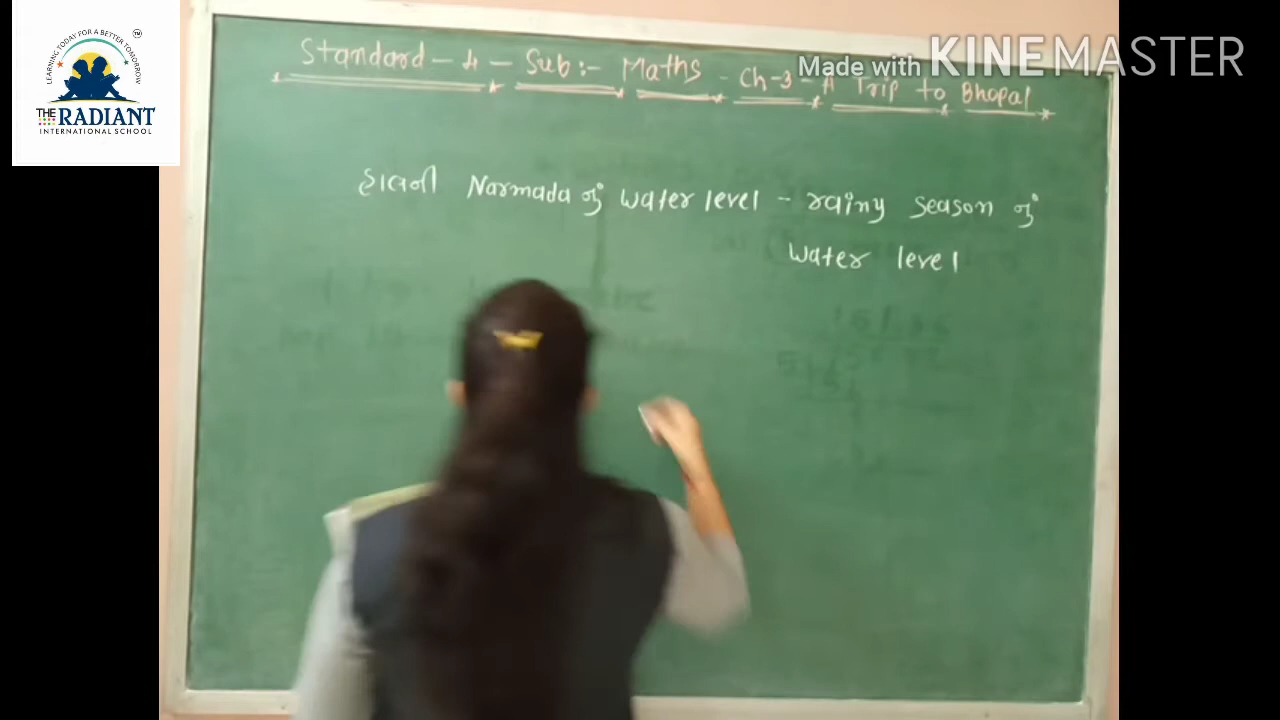 LEARNING TODAY FOR A BETTER TOMORROW
TM
THE RADIANT
INTERNATIONAL SCHOOL
Made with KINEMASTER
Standard - 4 - Sub:- Maths - Ch-3 - A Trip to Bhopal
હાલની Narmada નું water level - rainy season નું
water level